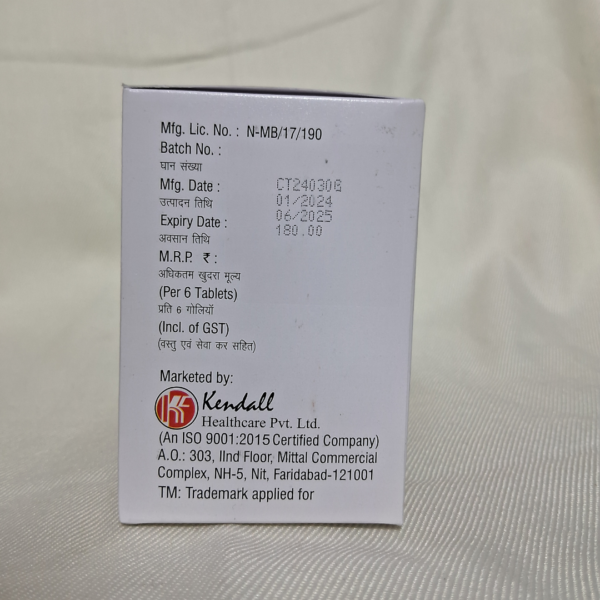 Mfg. Lic. No. : N-MB/17/190
Batch No. :
घान संख्या
Mfg. Date : CT24030G
उत्पादन तिथि 01/2024
Expiry Date : 06/2025
अवसान तिथि 180.00
M.R.P. ₹ :
अधिकतम खुदरा मूल्य
(Per 6 Tablets)
प्रति 6 गोलियाँ
(Incl. of GST)
(वस्तु एवं सेवा कर सहित)
Marketed by:
Kendall
Healthcare Pvt. Ltd.
(An ISO 9001:2015 Certified Company)
A.O.: 303, IInd Floor, Mittal Commercial
Complex, NH-5, Nit, Faridabad-121001
TM: Trademark applied for